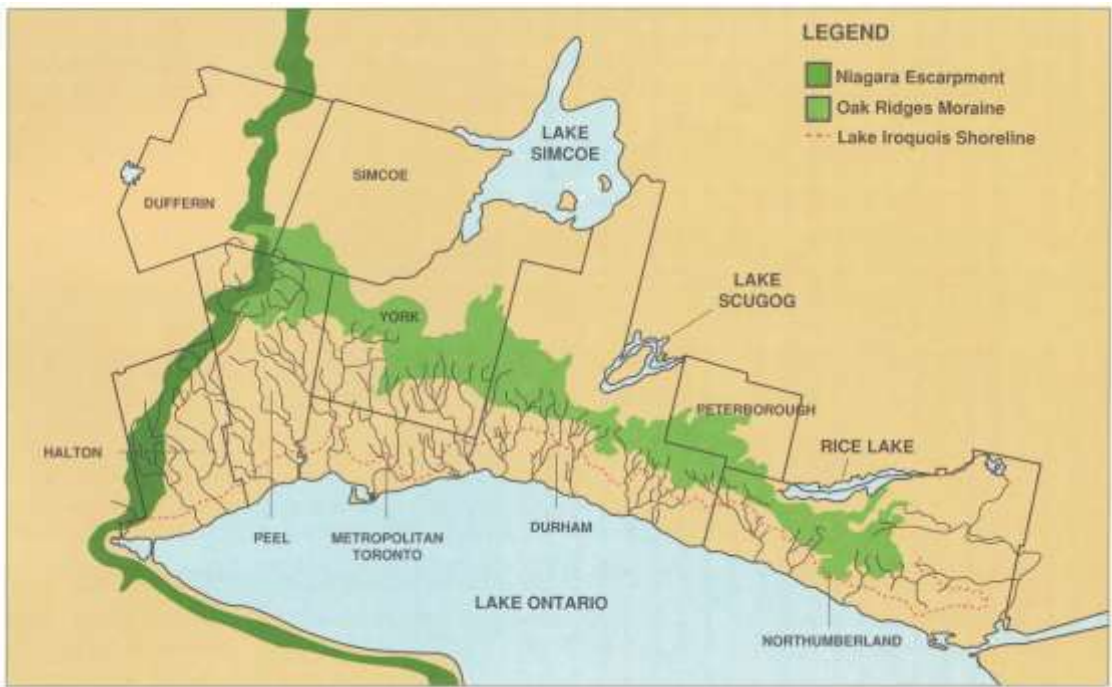 LEGEND
Niagara Escarpment
Oak Ridges Moraine
Lake Iroquois Shoreline
LAKE
SIMCOE
SIMCOE
DUFFERIN
LAKE
SCUGOG
YORK
PETERBOROUGH
HALTON
RICE LAKE
PEEL
METROPOLITAN
TORONTO
DURHAM
LAKE ONTARIO
NORTHUMBERLAND